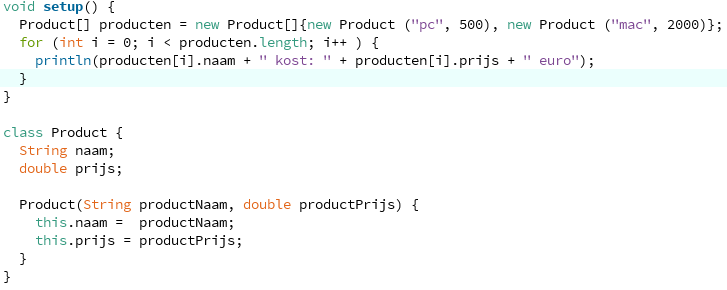 void setup() {
  Product[] producten = new Product[]{new Product ("pc", 500), new Product ("mac", 2000)};
  for (int i = 0; i < producten.length; i++ ) {
    println(producten[i].naam + " kost: " + producten[i].prijs + " euro");
  }
}

class Product {
  String naam;
  double prijs;

  Product(String productNaam, double productPrijs) {
    this.naam =  productNaam;
    this.prijs = productPrijs;
  }
}